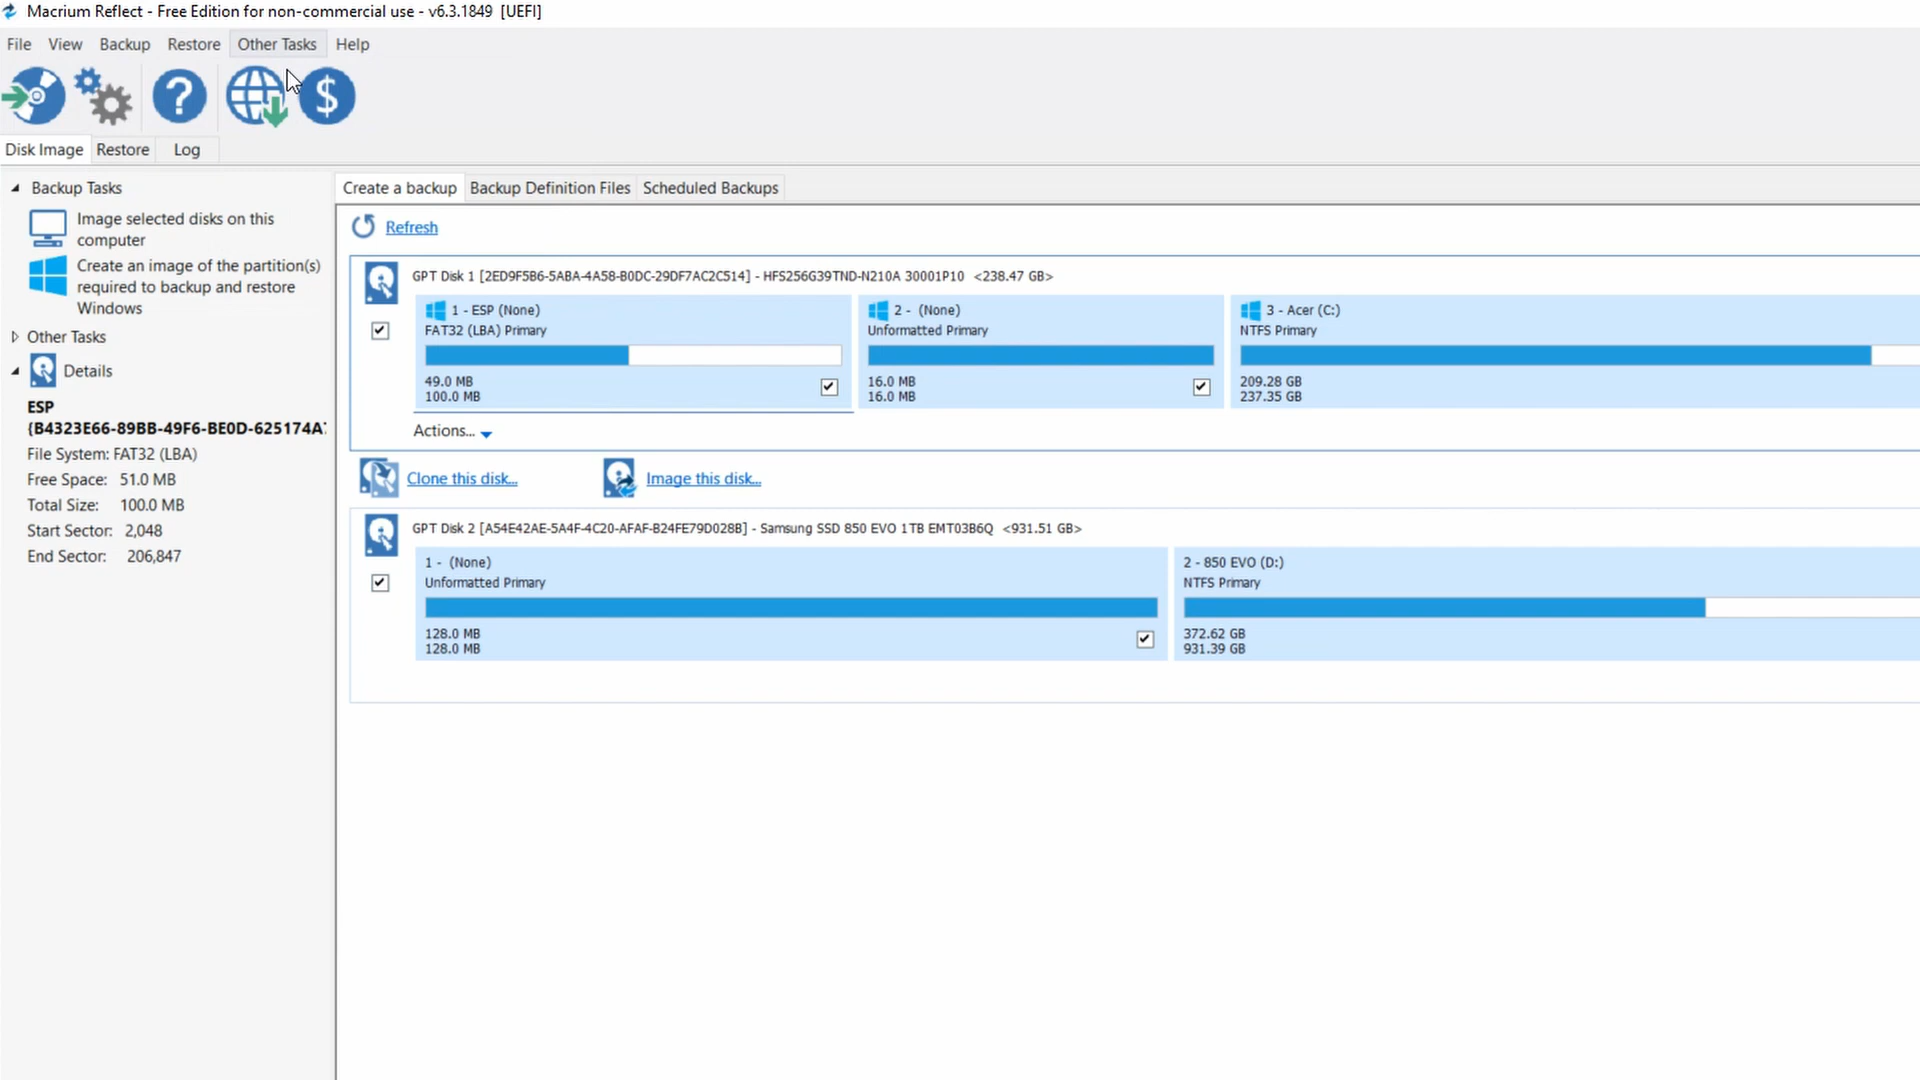 Macrium Reflect - Free Edition for non-commercial use - v6.3.1849 [UEFI]
File View Backup Restore Other Tasks Help
Disk Image Restore Log
Backup Tasks
Image selected disks on this
computer
Create an image of the partition(s)
required to backup and restore
Windows
Other Tasks
Details
ESP
{B4323E66-89BB-49F6-BE0D-625174A
File System: FAT32 (LBA)
Free Space: 51.0 MB
Total Size: 100.0 MB
Start Sector: 2,048
End Sector: 206,847
Create a backup Backup Definition Files Scheduled Backups
Refresh
GPT Disk 1 [2ED9F5B6-5ABA-4A58-B0DC-29DF7AC2C514] - HFS256G39TND-N210A 30001P10 <238.47 GB>
1 - ESP (None)
FAT32 (LBA) Primary
49.0 MB
100.0 MB
2 - (None)
Unformatted Primary
16.0 MB
16.0 MB
3 - Acer (C:)
NTFS Primary
209.28 GB
237.35 GB
Actions...
Clone this disk...
Image this disk...
GPT Disk 2 [A54E42AE-5A4F-4C20-AFAF-B24FE79D028B] - Samsung SSD 850 EVO 1TB EMT03B6Q <931.51 GB>
1 - (None)
Unformatted Primary
128.0 MB
128.0 MB
2 - 850 EVO (D:)
NTFS Primary
372.62 GB
931.39 GB